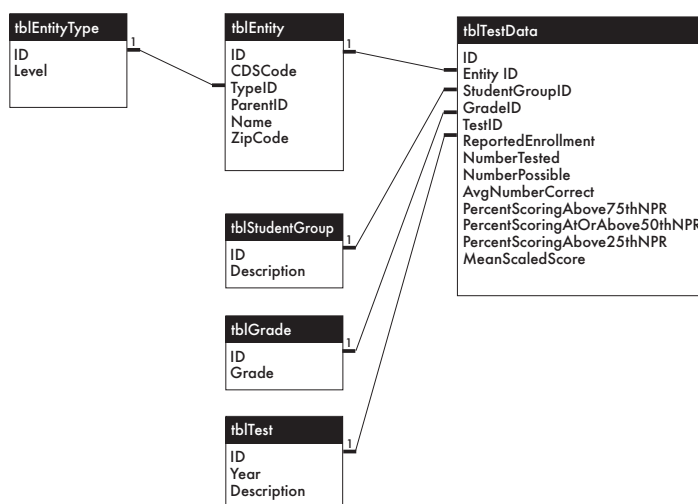 tblEntityType
ID
Level
1
tblEntity
ID
CDSCode
TypeID
ParentID
Name
ZipCode
1
tblTestData
ID
Entity ID
StudentGroupID
GradeID
TestID
ReportedEnrollment
NumberTested
NumberPossible
AvgNumberCorrect
PercentScoringAbove75thNPR
PercentScoringAtOrAbove50thNPR
PercentScoringAbove25thNPR
MeanScaledScore
tblStudentGroup
ID
Description
1
tblGrade
ID
Grade
1
tblTest
ID
Year
Description
1